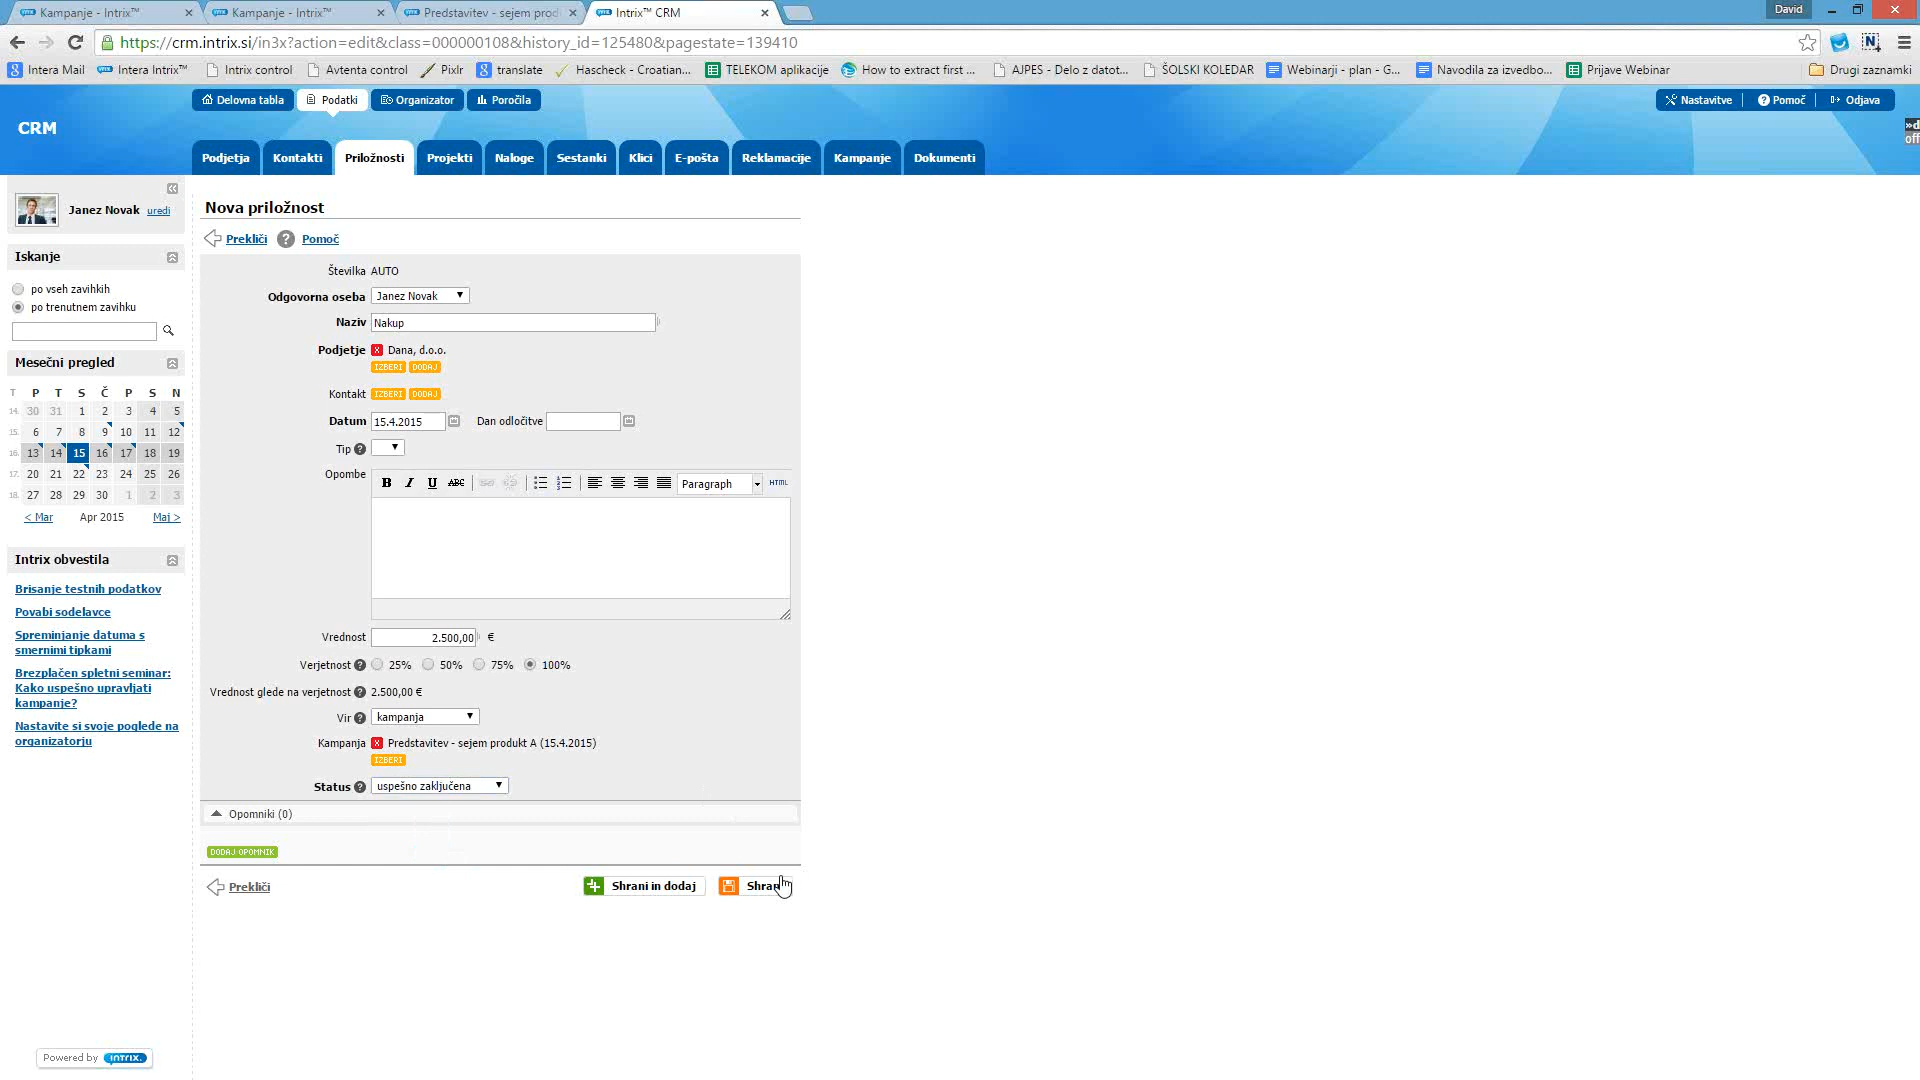 Kampanje - Intrix™
Kampanje - Intrix™
Predstavitev - sejem prod
Intrix™ CRM
David
https://crm.intrix.si/in3x?action=edit&class=000000108&history_id=125480&pagestate=139410
Intera Mail
Intera Intrix™
Intrix control
Avtenta control
Pixlr
translate
Hascheck - Croatian...
TELEKOM aplikacije
How to extract first ...
AJPES - Delo z datot...
ŠOLSKI KOLEDAR
Webinarji - plan - G...
Navodila za izvedbo...
Prijave Webinar
Drugi zaznamki
Delovna tabla
Podatki
Organizator
Poročila
Nastavitve
Pomoč
Odjava
CRM
»d
off
Podjetja
Kontakti
Priložnosti
Projekti
Naloge
Sestanki
Klici
E-pošta
Reklamacije
Kampanje
Dokumenti
Janez Novak uredi
Iskanje
po vseh zavihkih
po trenutnem zavihku
Mesečni pregled
T P T S Č P S N
14. 30 31 1 2 3 4 5
15. 6 7 8 9 10 11 12
16. 13 14 15 16 17 18 19
17. 20 21 22 23 24 25 26
18. 27 28 29 30 1 2 3
< Mar Apr 2015 Maj >
Intrix obvestila
Brisanje testnih podatkov
Povabi sodelavce
Spreminjanje datuma s
smernimi tipkami
Brezplačen spletni seminar:
Kako uspešno upravljati
kampanje?
Nastavite si svoje poglede na
organizatorju
Powered by intrix.
Nova priložnost
Prekliči ? Pomoč
Številka AUTO
Odgovorna oseba Janez Novak
Naziv Nakup
Podjetje x Dana, d.o.o.
IZBERI DODAJ
Kontakt IZBERI DODAJ
Datum 15.4.2015 Dan odločitve
Tip ?
Opombe
B I U ABC Paragraph HTML
Vrednost 2.500,00 €
Verjetnost ? 25% 50% 75% 100%
Vrednost glede na verjetnost ? 2.500,00 €
Vir ? kampanja
Kampanja x Predstavitev - sejem produkt A (15.4.2015)
IZBERI
Status ? uspešno zaključena
Opomniki (0)
DODAJ OPOMNIK
Prekliči
Shrani in dodaj
Shrani